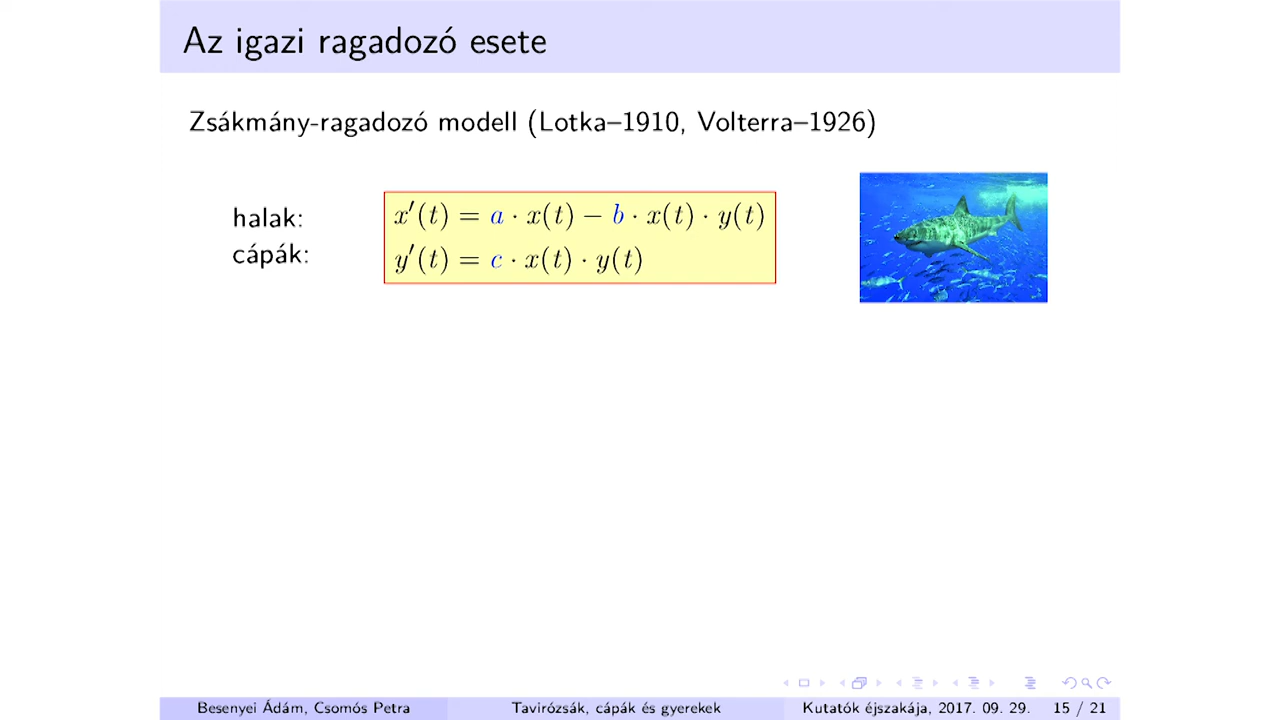 Az igazi ragadozó esete
Zsákmány-ragadozó modell (Lotka–1910, Volterra–1926)
halak: x′(t) = a · x(t) − b · x(t) · y(t)
cápák: y′(t) = c · x(t) · y(t)
Besenyei Ádám, Csomós Petra Tavirózsák, cápák és gyerekek Kutatók éjszakája, 2017. 09. 29. 15 / 21